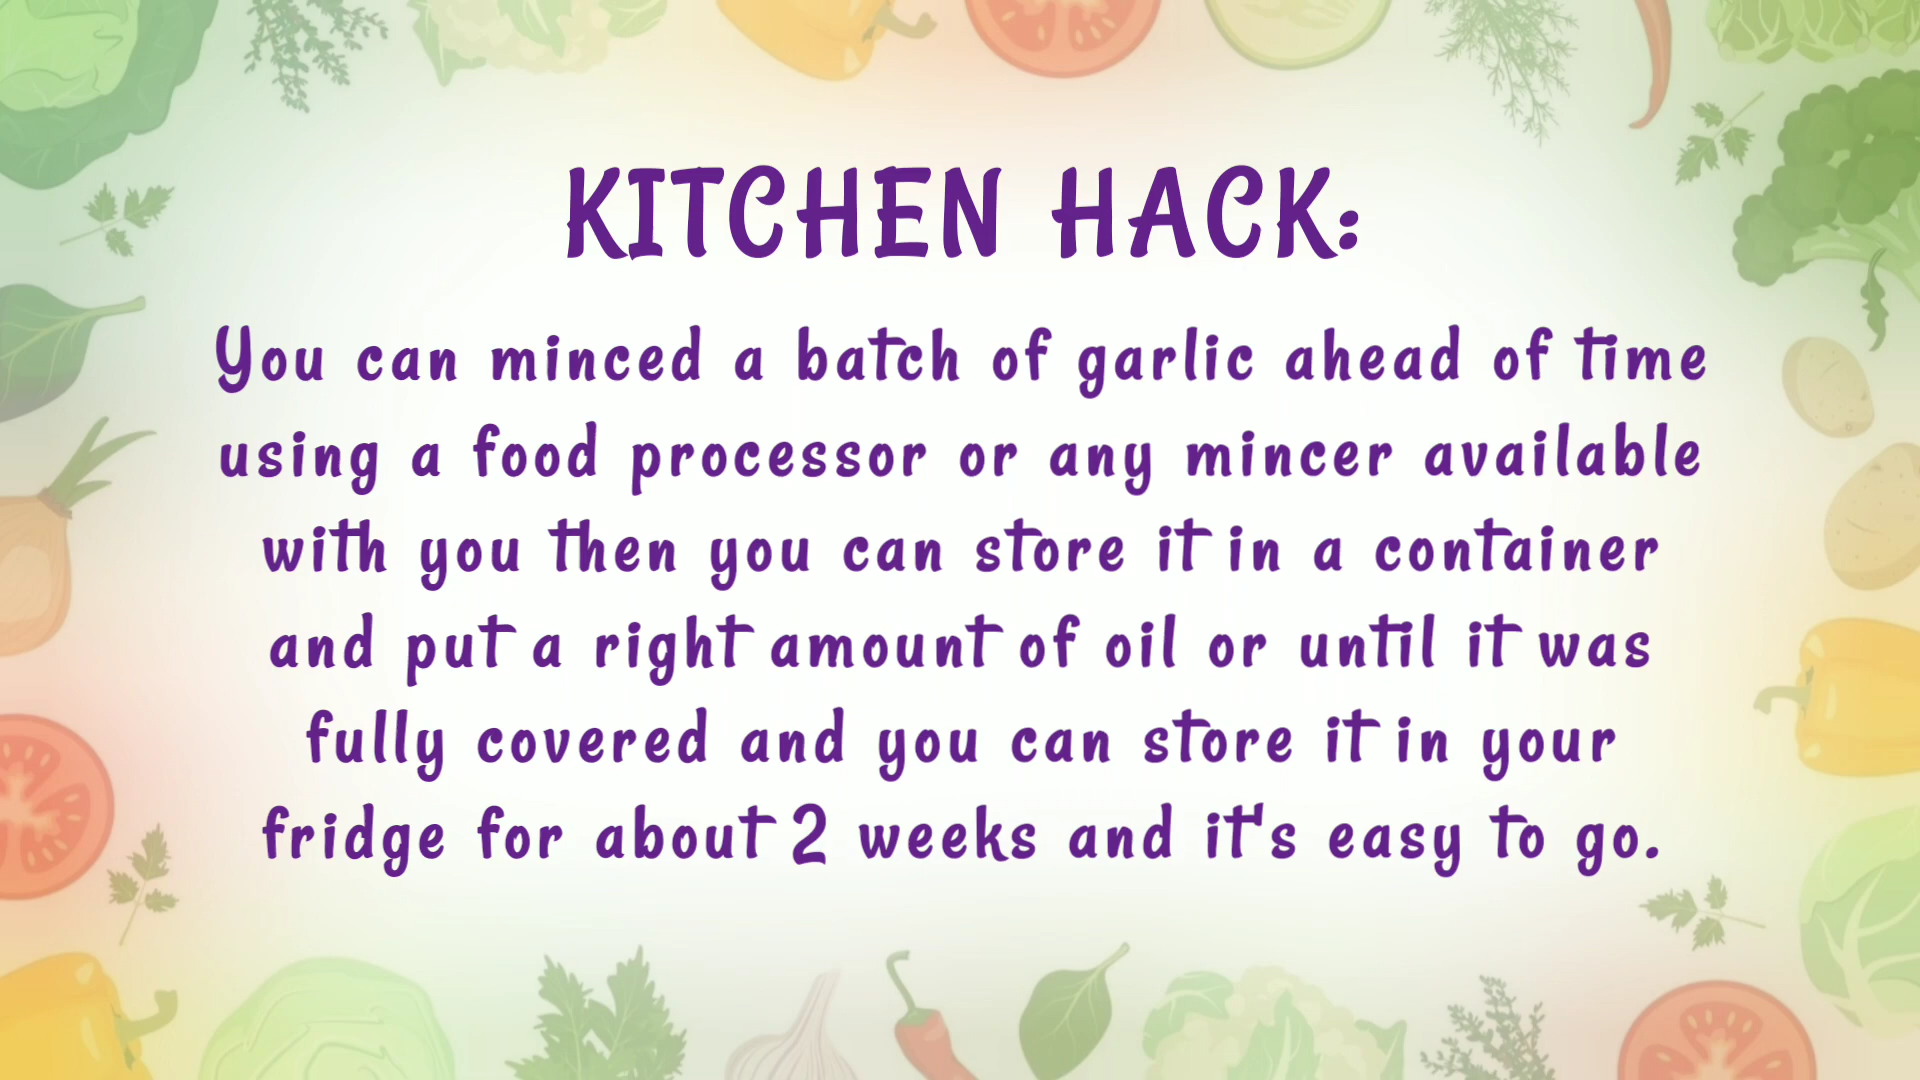 KITCHEN HACK:
You can minced a batch of garlic ahead of time
using a food processor or any mincer available
with you then you can store it in a container
and put a right amount of oil or until it was
fully covered and you can store it in your
fridge for about 2 weeks and it's easy to go.